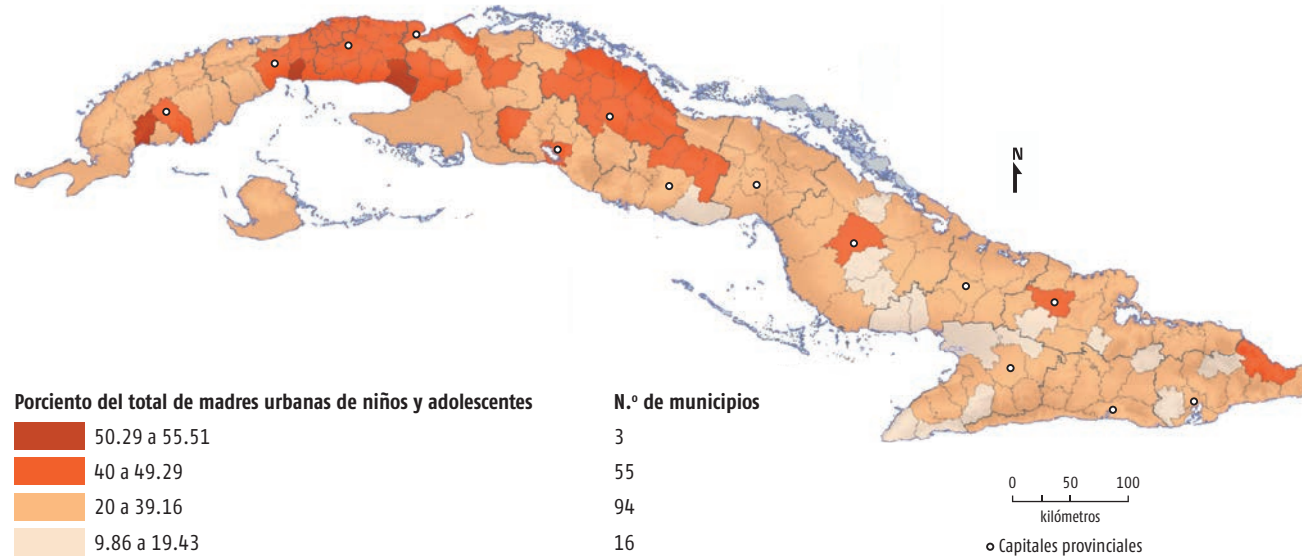 N
Porciento del total de madres urbanas de niños y adolescentes
N.º de municipios
50.29 a 55.51
3
40 a 49.29
55
20 a 39.16
94
9.86 a 19.43
16
0 50 100
kilómetros
Capitales provinciales